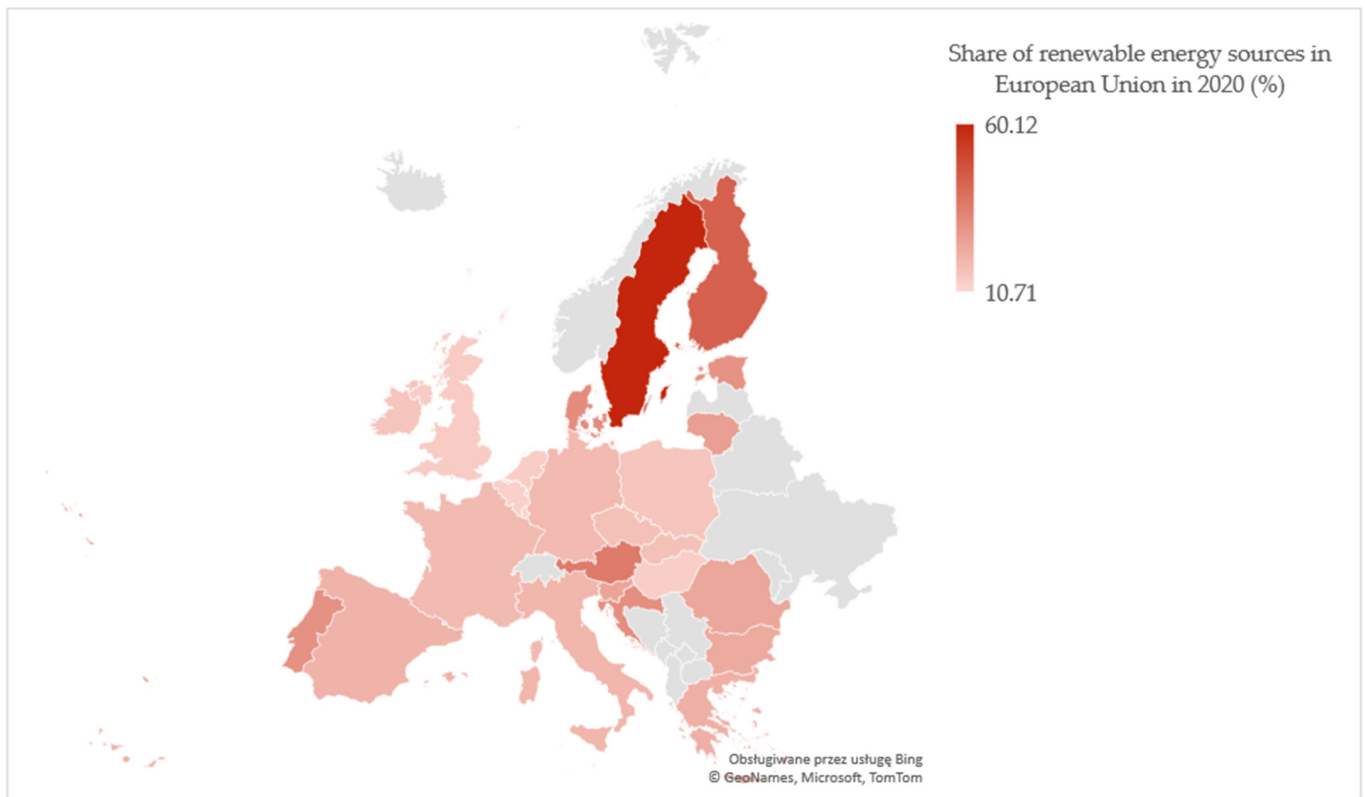 Share of renewable energy sources in
European Union in 2020 (%)
60.12
10.71
Obsługiwane przez usługę Bing
© GeoNames, Microsoft, TomTom